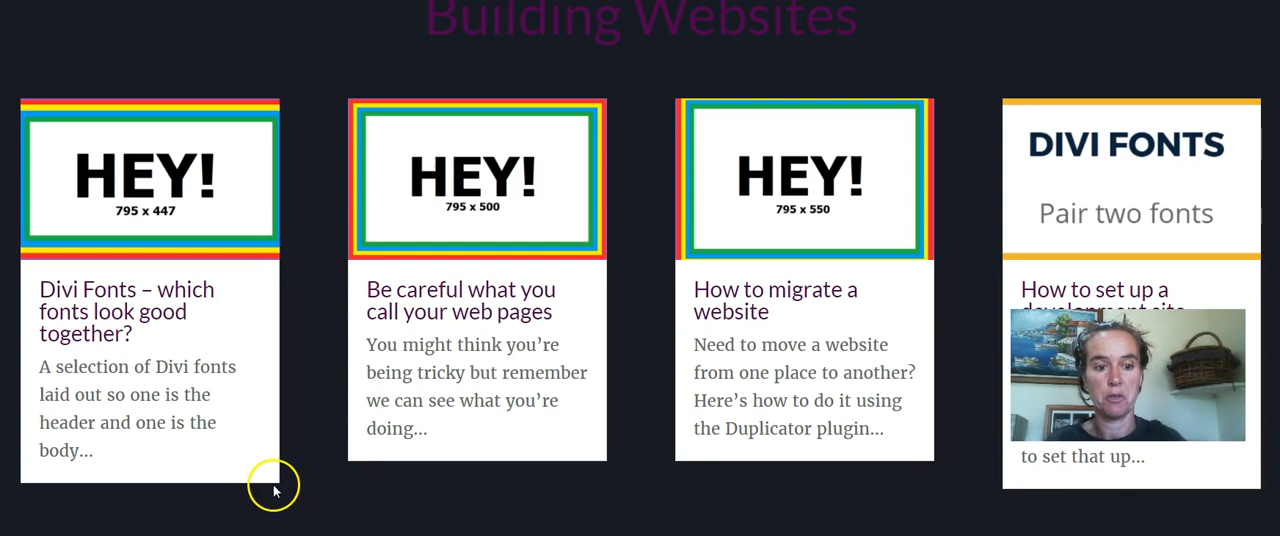 Building Websites
HEY!
795 x 447
HEY!
795 x 500
HEY!
795 x 550
DIVI FONTS
Pair two fonts
Divi Fonts – which
fonts look good
together?
A selection of Divi fonts
laid out so one is the
header and one is the
body...
Be careful what you
call your web pages
You might think you’re
being tricky but remember
we can see what you’re
doing...
How to migrate a
website
Need to move a website
from one place to another?
Here’s how to do it using
the Duplicator plugin...
How to set up a
development site
to set that up...